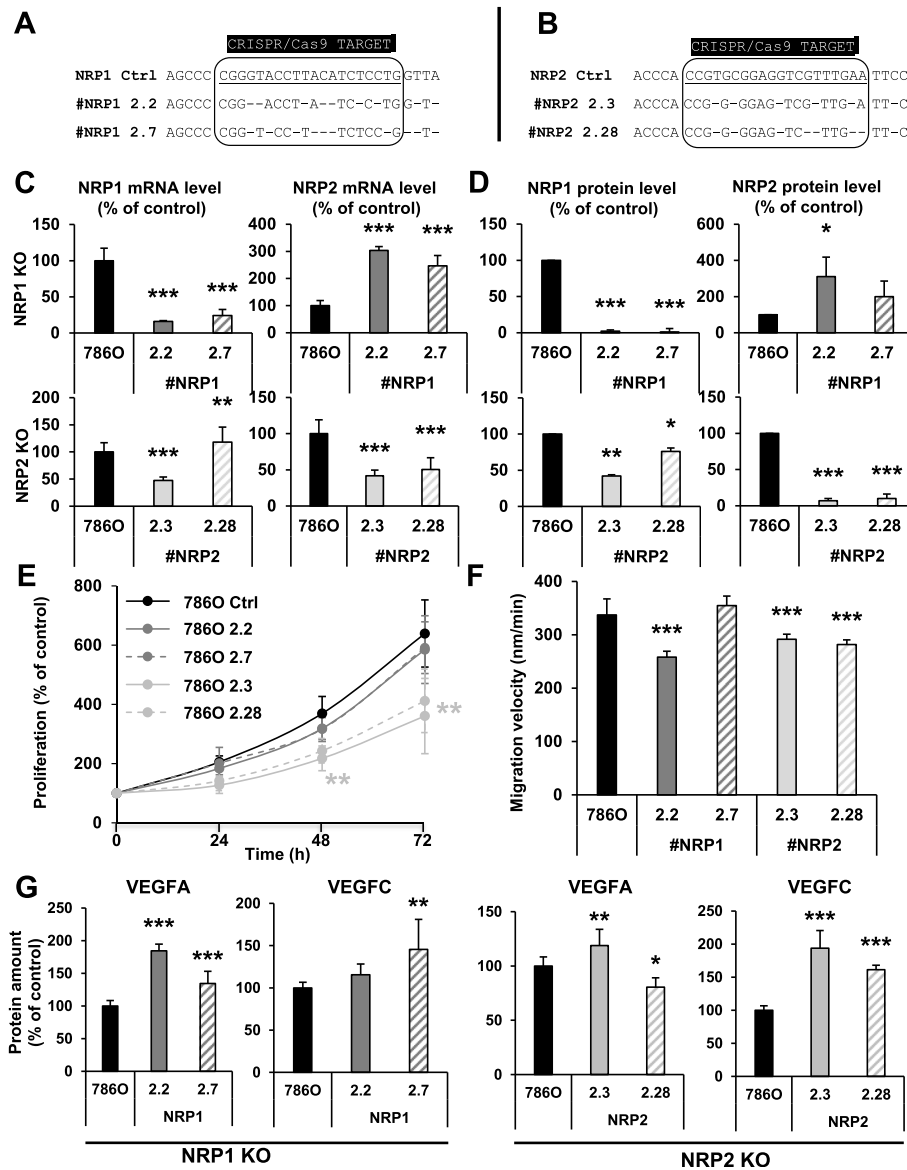 A
CRISPR/Cas9 TARGET
NRP1 Ctrl AGCCC CGGGTACCTTACATCTCCTG GTTA
#NRP1 2.2 AGCCC CGG--ACCT-A--TC-C-TG G-T-
#NRP1 2.7 AGCCC CGG-T-CC-T---TCTCC-G --T-
B
CRISPR/Cas9 TARGET
NRP2 Ctrl ACCCA CCGTGCGGAGGTCGTTTGAA TTCC
#NRP2 2.3 ACCCA CCG-G-GGAG-TCG-TTG-A TT-C
#NRP2 2.28 ACCCA CCG-G-GGAG-TC--TTG-- TT-C
C
NRP1 mRNA level
(% of control)
NRP2 mRNA level
(% of control)
NRP1 KO
150
100
50
0
***
***
786O 2.2 2.7
#NRP1
400
300
200
100
0
***
***
786O 2.2 2.7
#NRP1
NRP2 KO
200
150
100
50
0
***
**
786O 2.3 2.28
#NRP2
150
100
50
0
***
***
786O 2.3 2.28
#NRP2
D
NRP1 protein level
(% of control)
NRP2 protein level
(% of control)
150
100
50
0
***
***
786O 2.2 2.7
#NRP1
600
400
200
0
*
786O 2.2 2.7
#NRP1
150
100
50
0
**
*
786O 2.3 2.28
#NRP2
150
100
50
0
***
***
786O 2.3 2.28
#NRP2
E
Proliferation (% of control)
800
600
400
200
0
786O Ctrl
786O 2.2
786O 2.7
786O 2.3
786O 2.28
**
**
0 24 48 72
Time (h)
F
Migration velocity (nm/min)
400
300
200
100
0
***
***
***
786O 2.2 2.7 2.3 2.28
#NRP1 #NRP2
G
Protein amount
(% of control)
VEGFA
250
200
150
100
50
0
***
***
786O 2.2 2.7
NRP1
VEGFC
200
150
100
50
0
**
786O 2.2 2.7
NRP1
NRP1 KO
VEGFA
150
100
50
0
**
*
786O 2.3 2.28
NRP2
VEGFC
250
200
150
100
50
0
***
***
786O 2.3 2.28
NRP2
NRP2 KO